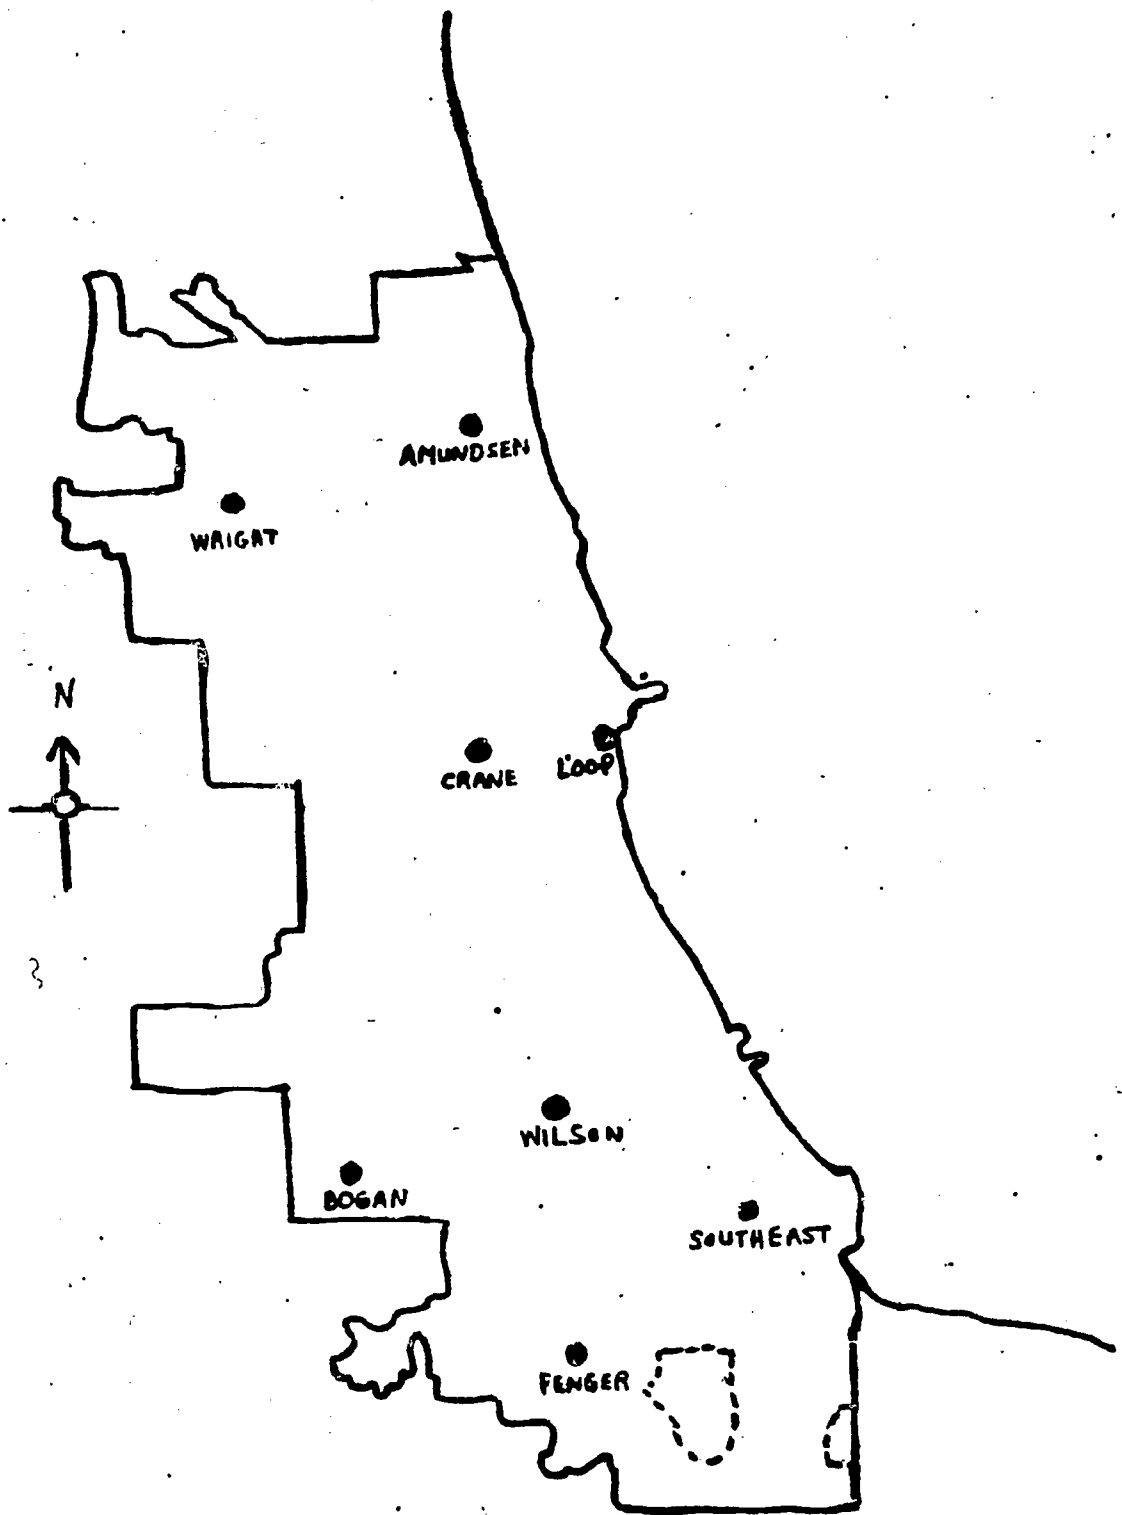 AMUNDSEN
WRIGHT
N
CRANE
LOOP
WILSON
BOGAN
SOUTHEAST
FENGER